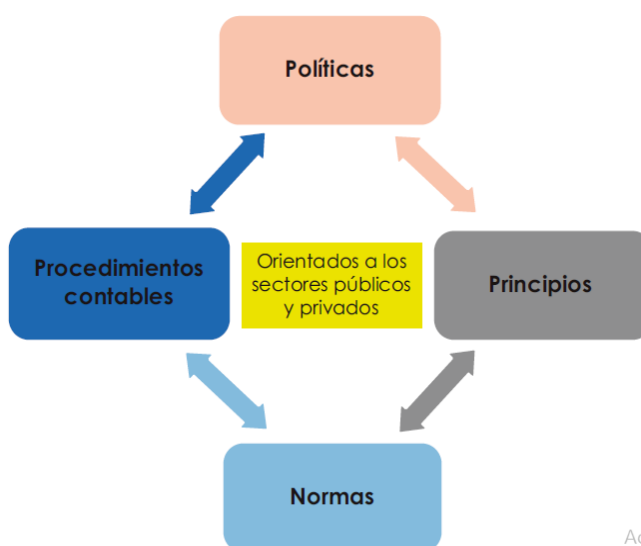 Políticas
Procedimientos
contables
Orientados a los
sectores públicos
y privados
Principios
Normas